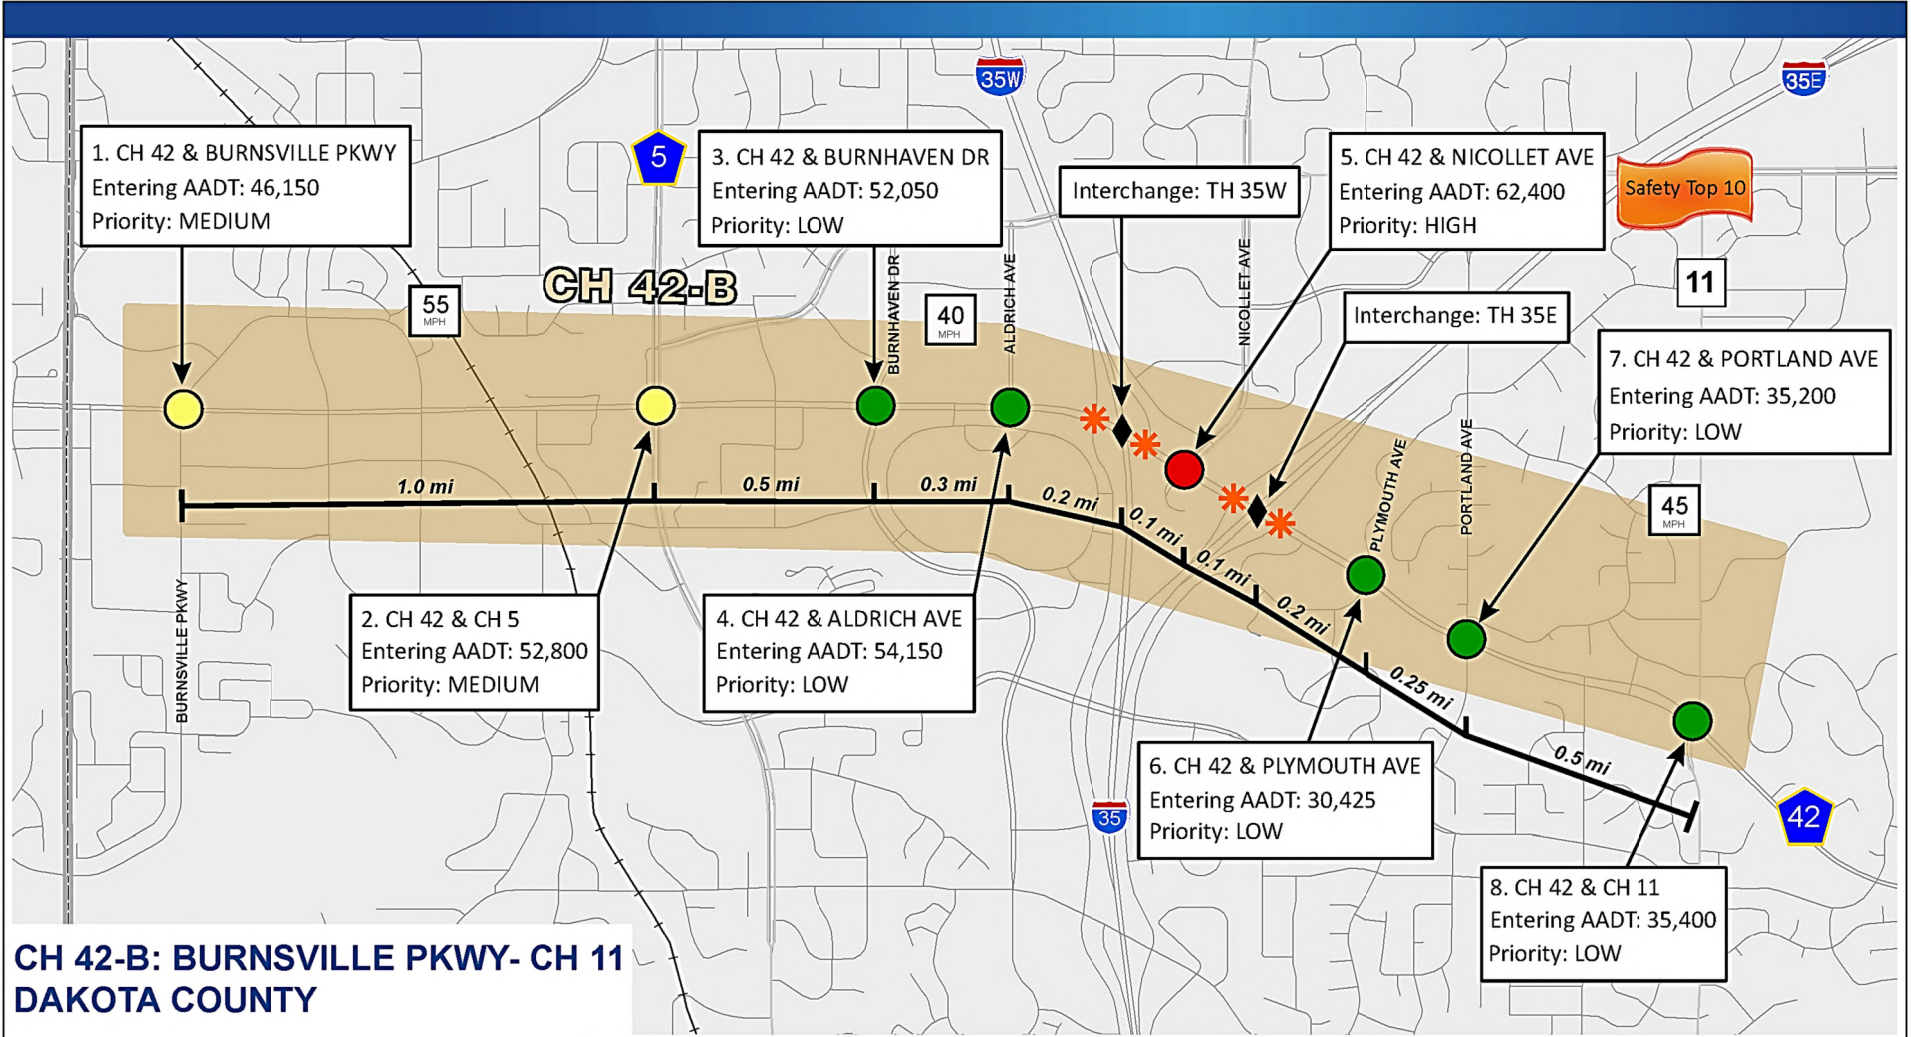 35W
35E
1. CH 42 & BURNSVILLE PKWY
Entering AADT: 46,150
Priority: MEDIUM
5
3. CH 42 & BURNHAVEN DR
Entering AADT: 52,050
Priority: LOW
Interchange: TH 35W
5. CH 42 & NICOLLET AVE
Entering AADT: 62,400
Priority: HIGH
Safety Top 10
11
CH 42-B
55
MPH
40
MPH
BURNHAVEN DR
ALDRICH AVE
NICOLLET AVE
Interchange: TH 35E
7. CH 42 & PORTLAND AVE
Entering AADT: 35,200
Priority: LOW
PLYMOUTH AVE
PORTLAND AVE
45
MPH
1.0 mi
0.5 mi
0.3 mi
0.2 mi
0.1 mi
0.1 mi
0.2 mi
0.25 mi
0.5 mi
BURNSVILLE PKWY
2. CH 42 & CH 5
Entering AADT: 52,800
Priority: MEDIUM
4. CH 42 & ALDRICH AVE
Entering AADT: 54,150
Priority: LOW
6. CH 42 & PLYMOUTH AVE
Entering AADT: 30,425
Priority: LOW
35
42
8. CH 42 & CH 11
Entering AADT: 35,400
Priority: LOW
CH 42-B: BURNSVILLE PKWY- CH 11
DAKOTA COUNTY